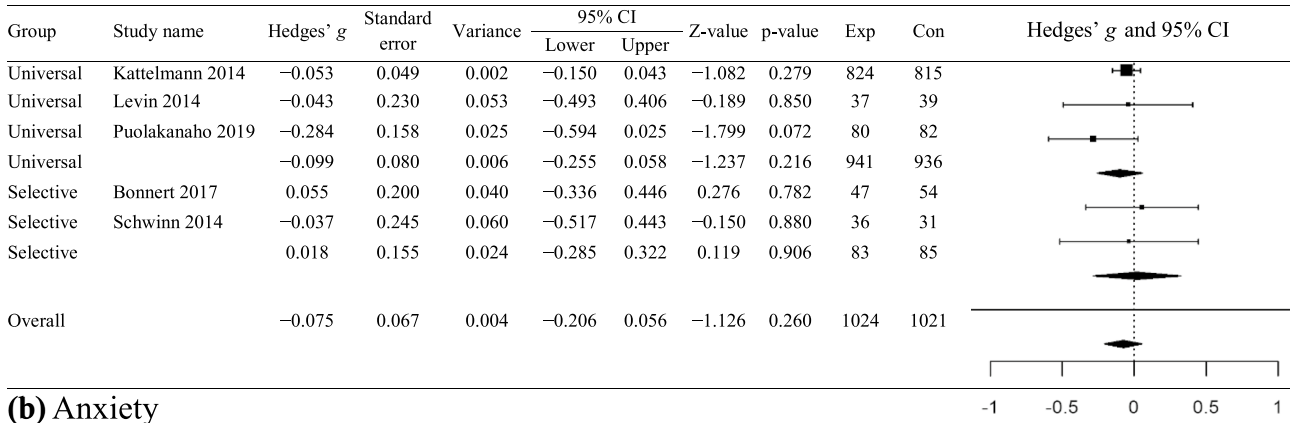 Group Study name Hedges’ g Standard error Variance 95% CI Lower Upper Z-value p-value Exp Con Hedges’ g and 95% CI
Universal Kattelmann 2014 −0.053 0.049 0.002 −0.150 0.043 −1.082 0.279 824 815
Universal Levin 2014 −0.043 0.230 0.053 −0.493 0.406 −0.189 0.850 37 39
Universal Puolakanaho 2019 −0.284 0.158 0.025 −0.594 0.025 −1.799 0.072 80 82
Universal −0.099 0.080 0.006 −0.255 0.058 −1.237 0.216 941 936
Selective Bonnert 2017 0.055 0.200 0.040 −0.336 0.446 0.276 0.782 47 54
Selective Schwinn 2014 −0.037 0.245 0.060 −0.517 0.443 −0.150 0.880 36 31
Selective 0.018 0.155 0.024 −0.285 0.322 0.119 0.906 83 85
Overall −0.075 0.067 0.004 −0.206 0.056 −1.126 0.260 1024 1021
-1 -0.5 0 0.5 1
(b) Anxiety